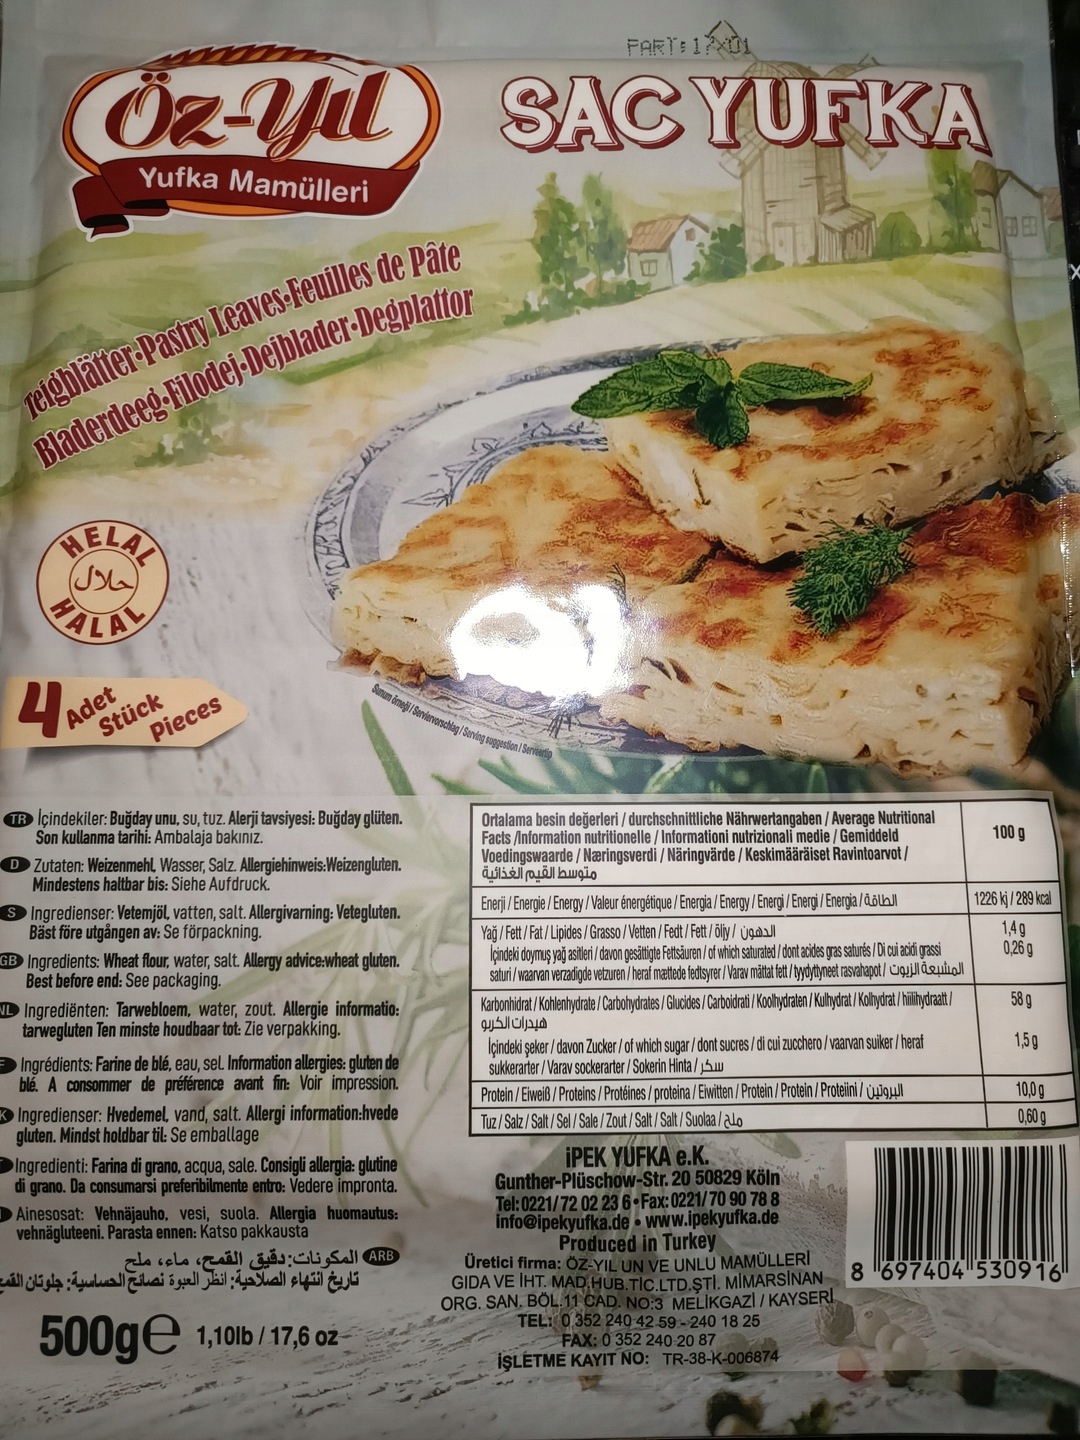 PART: 17 01
Öz-Yıl
Yufka Mamülleri
SAC YUFKA
Teigblätter•Pastry Leaves•Feuilles de Pâte
Bladerdeeg•Filodej•Dejblader•Değplattor
HELAL
حلال
HALAL
4 Adet
Stück
Pieces
Sunum örneği / Serviervorschlag / Serving suggestion / Serveertip
TR İçindekiler: Buğday unu, su, tuz. Alerji tavsiyesi: Buğday glüten.
Son kullanma tarihi: Ambalaja bakınız.
D Zutaten: Weizenmehl, Wasser, Salz. Allergiehinweis:Weizengluten.
Mindestens haltbar bis: Siehe Aufdruck.
S Ingredienser: Vetemjöl, vatten, salt. Allergivarning: Vetegluten.
Bäst före utgången av: Se förpackning.
GB Ingredients: Wheat flour, water, salt. Allergy advice:wheat gluten.
Best before end: See packaging.
NL Ingrediënten: Tarwebloem, water, zout. Allergie informatio:
tarwegluten Ten minste houdbaar tot: Zie verpakking.
F Ingrédients: Farine de blé, eau, sel. Information allergies: gluten de
blé. A consommer de préférence avant fin: Voir impression.
K Ingredienser: Hvedemel, vand, salt. Allergi information:hvede
gluten. Mindst holdbar til: Se emballage
Ingredienti: Farina di grano, acqua, sale. Consigli allergia: glutine
di grano. Da consumarsi preferibilmente entro: Vedere impronta.
Ainesosat: Vehnäjauho, vesi, suola. Allergia huomautus:
vehnägluteeni. Parasta ennen: Katso pakkausta
ARB المكونات: دقيق القمح، ماء، ملح
تاريخ انتهاء الصلاحية: انظر العبوة نصائح الحساسية: جلوتان القمح
500g℮ 1,10lb / 17,6 oz
Ortalama besin değerleri / durchschnittliche Nährwertangaben / Average Nutritional
Facts /Information nutritionelle / Informationi nutrizionali medie / Gemiddeld
Voedingswaarde / Næringsverdi / Näringvärde / Keskimääräiset Ravintoarvot /
متوسط القيم الغذائية
100 g
Enerji / Energie / Energy / Valeur énergétique / Energia / Energy / Energi / Energi / Energia / الطاقة 1226 kj / 289 kcal
Yağ / Fett / Fat / Lipides / Grasso / Vetten / Fedt / Fett / öljy / الدهون 1,4 g
İçindeki doymuş yağ asitleri / davon gesättigte Fettsäuren / of which saturated / dont acides gras saturés / Di cui acidi grassi 0,26 g
saturi / waarvan verzadigde vetzuren / heraf mættede fedtsyrer / Varav mättat fett / tyydyttyneet rasvahapot / المشبعة الزيوت
Karbonhidrat / Kohlenhydrate / Carbohydrates / Glucides / Carboidrati / Koolhydraten / Kulhydrat / Kolhydrat / hiilihydraatt / 58 g
هيدرات الكربو
İçindeki şeker / davon Zucker / of which sugar / dont sucres / di cui zucchero / vaarvan suiker / heraf 1,5 g
sukkerarter / Varav sockerarter / Sokerin Hinta / سكر
Protein / Eiweiß / Proteins / Protéines / proteina / Eiwitten / Protein / Protein / Proteiini / البروتين 10,0 g
Tuz / Salz / Salt / Sel / Sale / Zout / Salt / Salt / Suolaa / ملح 0,60 g
iPEK YUFKA e.K.
Gunther-Plüschow-Str. 20 50829 Köln
Tel:0221/ 72 02 23 6 • Fax: 0221/ 70 90 78 8
info@ipekyufka.de • www.ipekyufka.de
Produced in Turkey
Üretici firma: ÖZ-YIL UN VE UNLU MAMÜLLERİ
GIDA VE İHT. MAD.HUB.TİC.LTD.ŞTİ. MİMARSİNAN
ORG. SAN. BÖL.11 CAD. NO:3 MELİKGAZİ / KAYSERİ
TEL: 0 352 240 42 59 - 240 18 25
FAX: 0 352 240 20 87
İŞLETME KAYIT NO: TR-38-K-006874
8 697404 530916